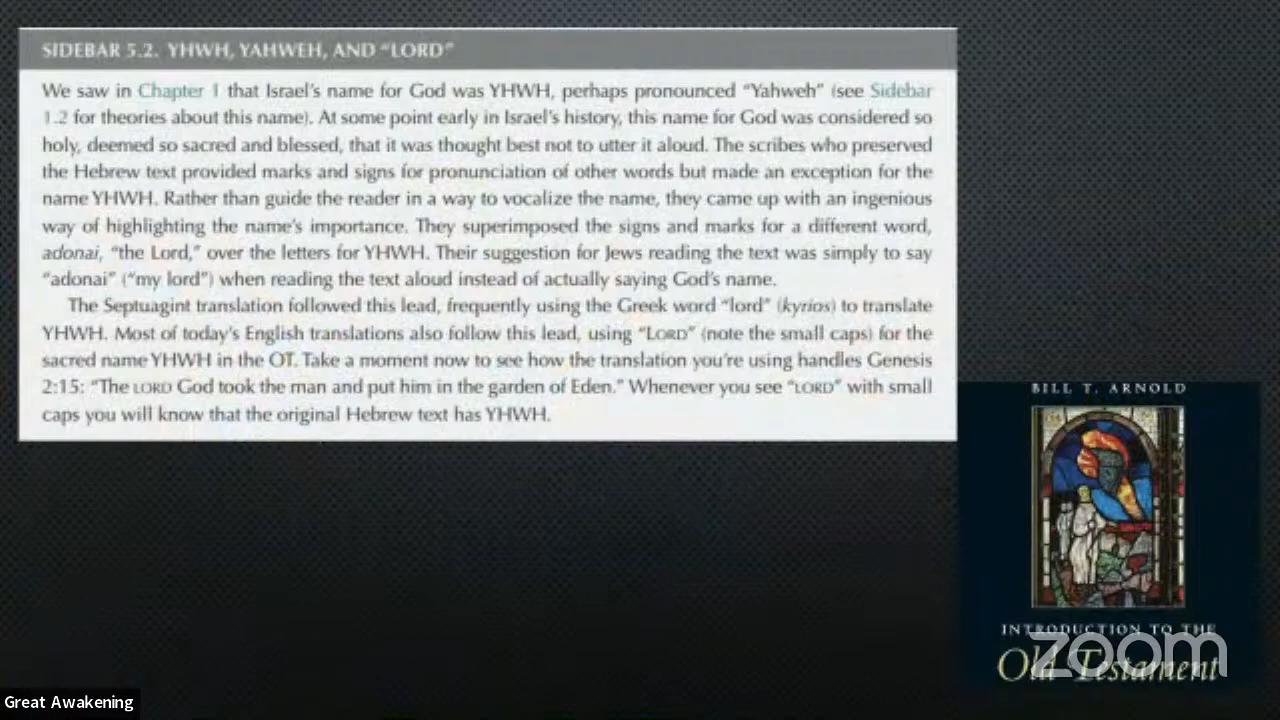 SIDEBAR 5.2. YHWH, YAHWEH, AND “LORD”
We saw in Chapter 1 that Israel’s name for God was YHWH, perhaps pronounced “Yahweh” (see Sidebar
1.2 for theories about this name). At some point early in Israel’s history, this name for God was considered so
holy, deemed so sacred and blessed, that it was thought best not to utter it aloud. The scribes who preserved
the Hebrew text provided marks and signs for pronunciation of other words but made an exception for the
name YHWH. Rather than guide the reader in a way to vocalize the name, they came up with an ingenious
way of highlighting the name’s importance. They superimposed the signs and marks for a different word,
adonai, “the Lord,” over the letters for YHWH. Their suggestion for Jews reading the text was simply to say
“adonai” (“my lord”) when reading the text aloud instead of actually saying God’s name.
The Septuagint translation followed this lead, frequently using the Greek word “lord” (kyrios) to translate
YHWH. Most of today’s English translations also follow this lead, using “LORD” (note the small caps) for the
sacred name YHWH in the OT. Take a moment now to see how the translation you’re using handles Genesis
2:15: “The LORD God took the man and put him in the garden of Eden.” Whenever you see “LORD” with small
caps you will know that the original Hebrew text has YHWH.
BILL T. ARNOLD
INTRODUCTION TO THE
Old Testament
zoom
Great Awakening